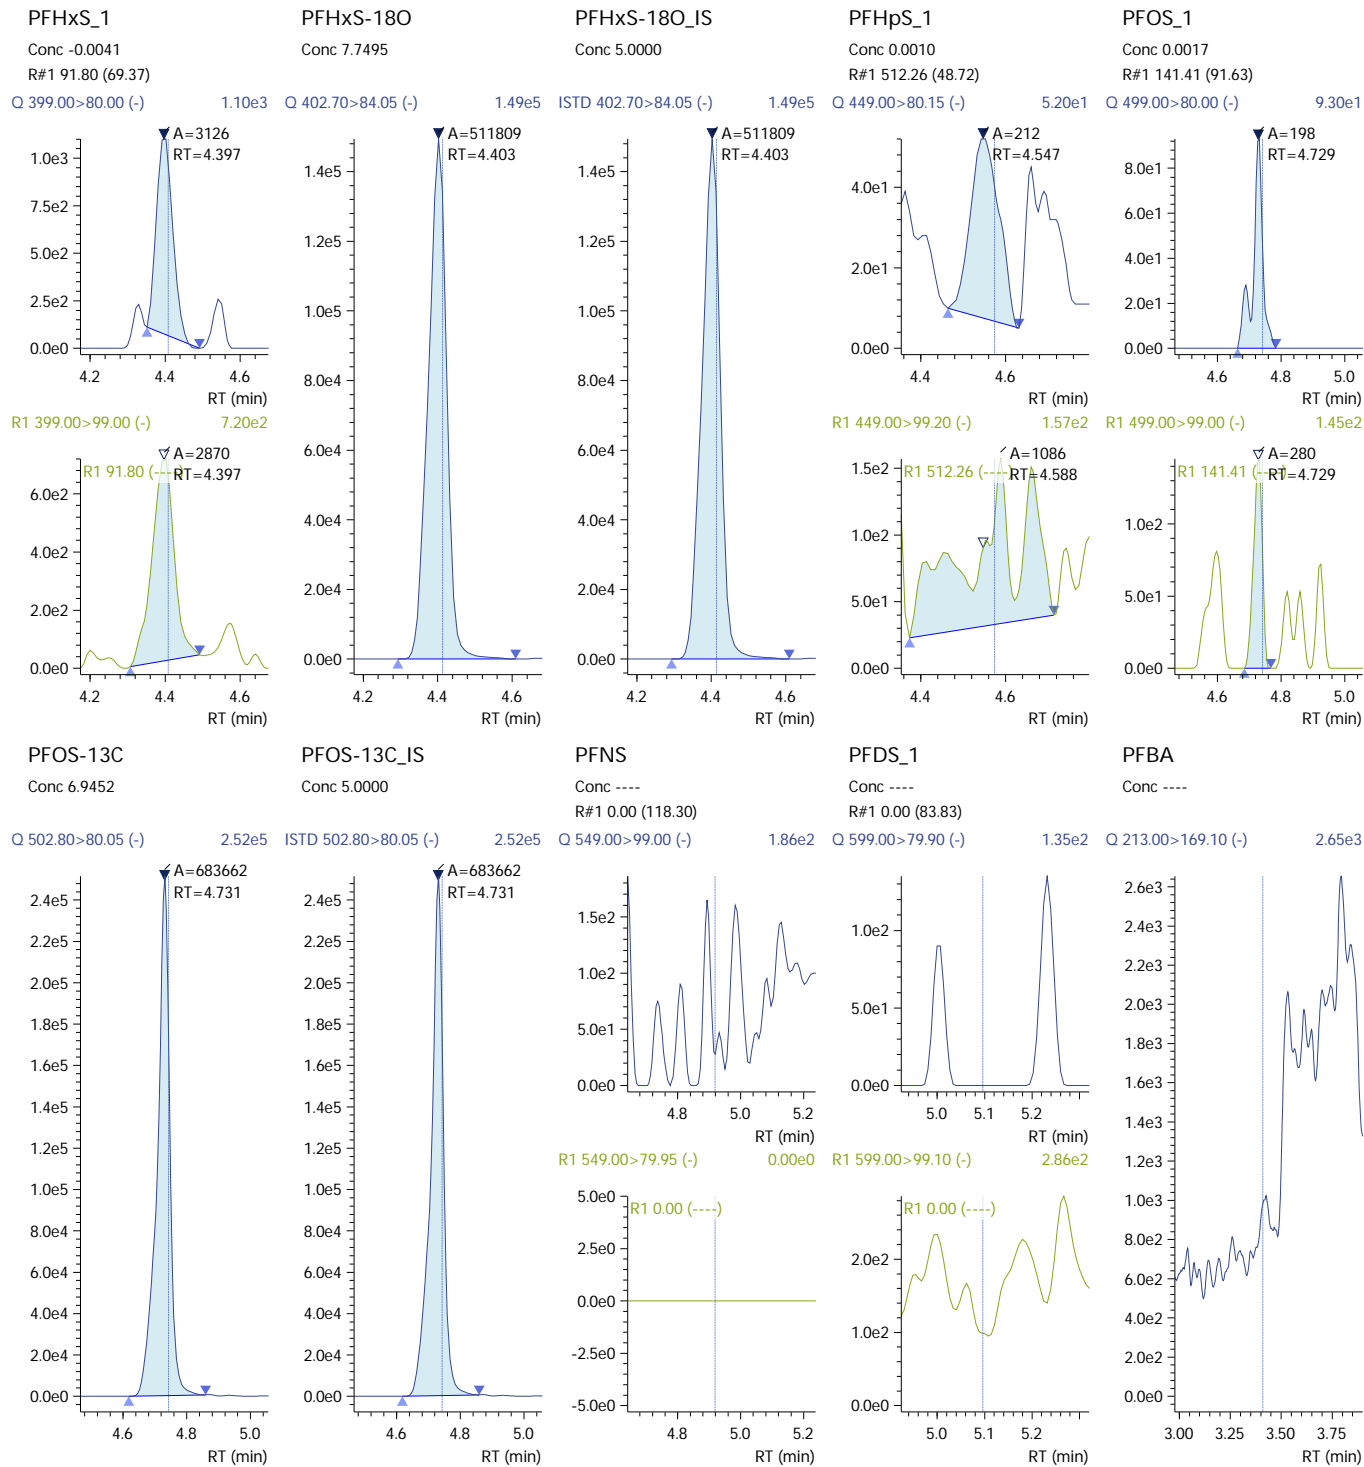 PFHxS_1
Conc -0.0041
R#1 91.80 (69.37)
Q 399.00>80.00 (-) 1.10e3
A=3126
RT=4.397
1.0e3
7.5e2
5.0e2
2.5e2
0.0e0
4.2 4.4 4.6
RT (min)
R1 399.00>99.00 (-) 7.20e2
A=2870
R1 91.80 (----)
RT=4.397
6.0e2
4.0e2
2.0e2
0.0e0
4.2 4.4 4.6
RT (min)
PFHxS-18O
Conc 7.7495
Q 402.70>84.05 (-) 1.49e5
A=511809
RT=4.403
1.4e5
1.2e5
1.0e5
8.0e4
6.0e4
4.0e4
2.0e4
0.0e0
4.2 4.4 4.6
RT (min)
PFHxS-18O_IS
Conc 5.0000
ISTD 402.70>84.05 (-) 1.49e5
A=511809
RT=4.403
1.4e5
1.2e5
1.0e5
8.0e4
6.0e4
4.0e4
2.0e4
0.0e0
4.2 4.4 4.6
RT (min)
PFHpS_1
Conc 0.0010
R#1 512.26 (48.72)
Q 449.00>80.15 (-) 5.20e1
A=212
RT=4.547
4.0e1
2.0e1
0.0e0
4.4 4.6
RT (min)
R1 449.00>99.20 (-) 1.57e2
A=1086
R1 512.26 (----)
RT=4.588
1.5e2
1.0e2
5.0e1
0.0e0
4.4 4.6
RT (min)
PFOS_1
Conc 0.0017
R#1 141.41 (91.63)
Q 499.00>80.00 (-) 9.30e1
A=198
RT=4.729
8.0e1
6.0e1
4.0e1
2.0e1
0.0e0
4.6 4.8 5.0
RT (min)
R1 499.00>99.00 (-) 1.45e2
A=280
R1 141.41 (----)
RT=4.729
1.0e2
5.0e1
0.0e0
4.6 4.8 5.0
RT (min)
PFOS-13C
Conc 6.9452
Q 502.80>80.05 (-) 2.52e5
A=683662
RT=4.731
2.4e5
2.2e5
2.0e5
1.8e5
1.6e5
1.4e5
1.2e5
1.0e5
8.0e4
6.0e4
4.0e4
2.0e4
0.0e0
4.6 4.8 5.0
RT (min)
PFOS-13C_IS
Conc 5.0000
ISTD 502.80>80.05 (-) 2.52e5
A=683662
RT=4.731
2.4e5
2.2e5
2.0e5
1.8e5
1.6e5
1.4e5
1.2e5
1.0e5
8.0e4
6.0e4
4.0e4
2.0e4
0.0e0
4.6 4.8 5.0
RT (min)
PFNS
Conc ----
R#1 0.00 (118.30)
Q 549.00>99.00 (-) 1.86e2
1.5e2
1.0e2
5.0e1
0.0e0
4.8 5.0 5.2
RT (min)
R1 549.00>79.95 (-) 0.00e0
R1 0.00 (----)
5.0e0
2.5e0
0.0e0
-2.5e0
-5.0e0
4.8 5.0 5.2
RT (min)
PFDS_1
Conc ----
R#1 0.00 (83.83)
Q 599.00>79.90 (-) 1.35e2
1.0e2
5.0e1
0.0e0
5.0 5.1 5.2
RT (min)
R1 599.00>99.10 (-) 2.86e2
R1 0.00 (----)
2.0e2
1.0e2
0.0e0
5.0 5.1 5.2
RT (min)
PFBA
Conc ----
Q 213.00>169.10 (-) 2.65e3
2.6e3
2.4e3
2.2e3
2.0e3
1.8e3
1.6e3
1.4e3
1.2e3
1.0e3
8.0e2
6.0e2
4.0e2
2.0e2
0.0e0
3.00 3.25 3.50 3.75
RT (min)